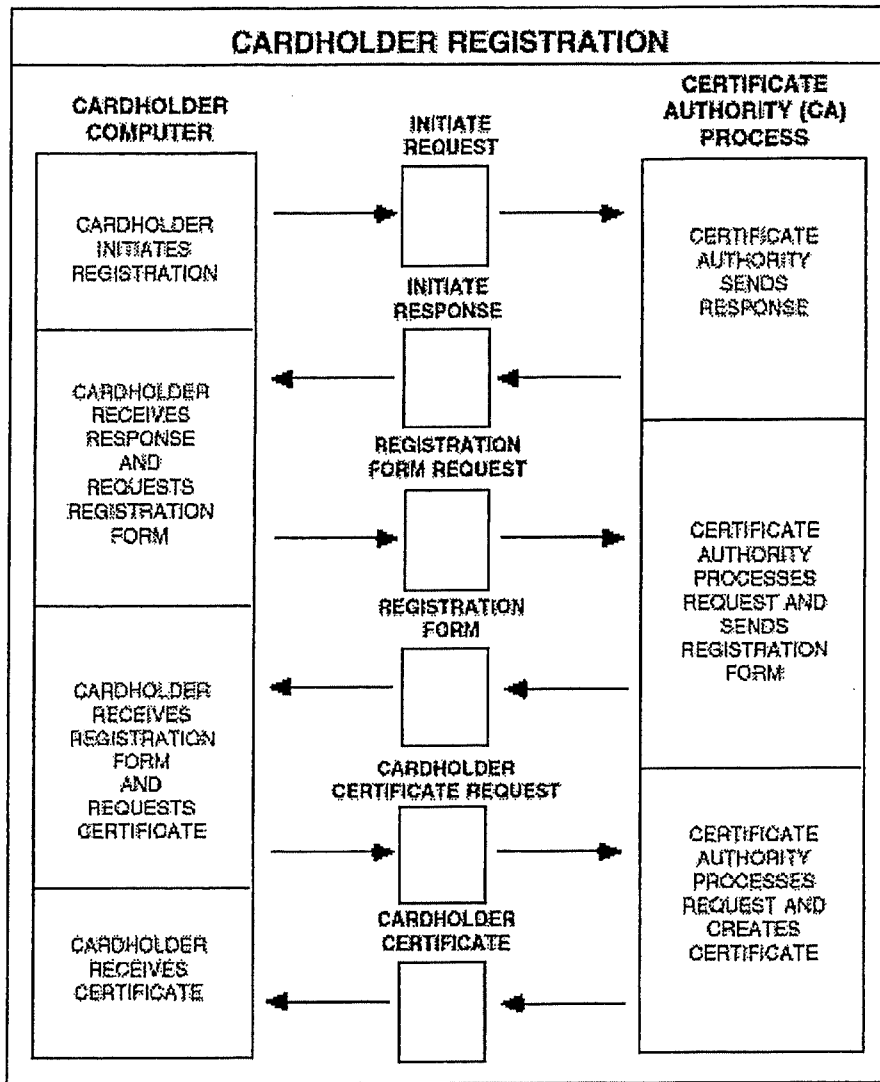 CARDHOLDER REGISTRATION
CARDHOLDER
COMPUTER
INITIATE
REQUEST
CERTIFICATE
AUTHORITY (CA)
PROCESS
CARDHOLDER
INITIATES
REGISTRATION
CERTIFICATE
AUTHORITY
SENDS
RESPONSE
INITIATE
RESPONSE
CARDHOLDER
RECEIVES
RESPONSE
AND
REQUESTS
REGISTRATION
FORM
REGISTRATION
FORM REQUEST
CERTIFICATE
AUTHORITY
PROCESSES
REQUEST AND
SENDS
REGISTRATION
FORM
REGISTRATION
FORM
CARDHOLDER
RECEIVES
REGISTRATION
FORM
AND
REQUESTS
CERTIFICATE
CARDHOLDER
CERTIFICATE REQUEST
CERTIFICATE
AUTHORITY
PROCESSES
REQUEST AND
CREATES
CERTIFICATE
CARDHOLDER
CERTIFICATE
CARDHOLDER
RECEIVES
CERTIFICATE